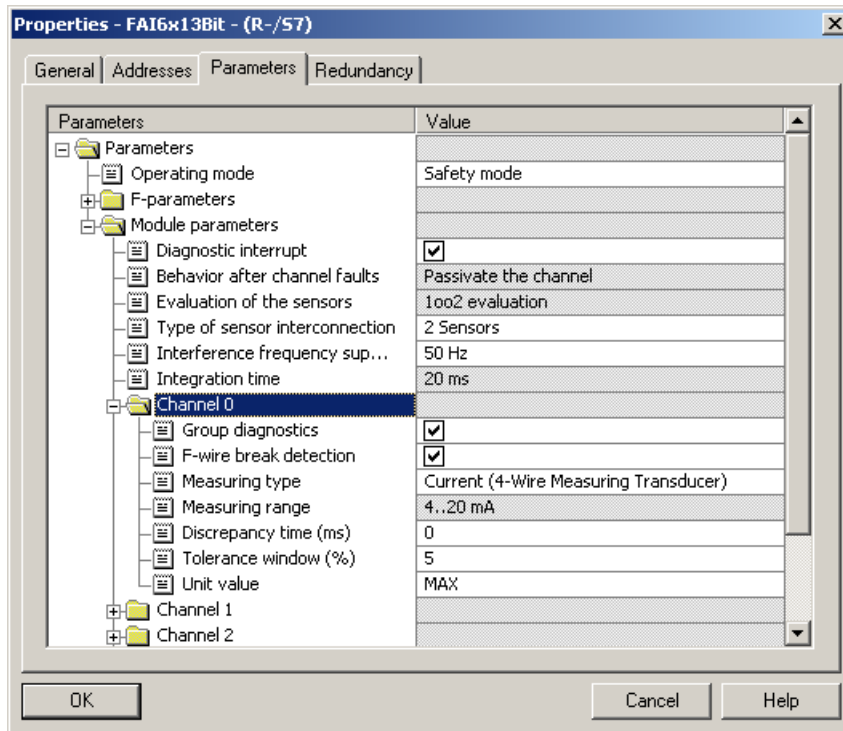 Properties - FAI6x13Bit - (R-/S7)
General Addresses Parameters Redundancy
Parameters Value
Parameters
Operating mode Safety mode
F-parameters
Module parameters
Diagnostic interrupt
Behavior after channel faults Passivate the channel
Evaluation of the sensors 1oo2 evaluation
Type of sensor interconnection 2 Sensors
Interference frequency sup... 50 Hz
Integration time 20 ms
Channel 0
Group diagnostics
F-wire break detection
Measuring type Current (4-Wire Measuring Transducer)
Measuring range 4..20 mA
Discrepancy time (ms) 0
Tolerance window (%) 5
Unit value MAX
Channel 1
Channel 2
OK Cancel Help